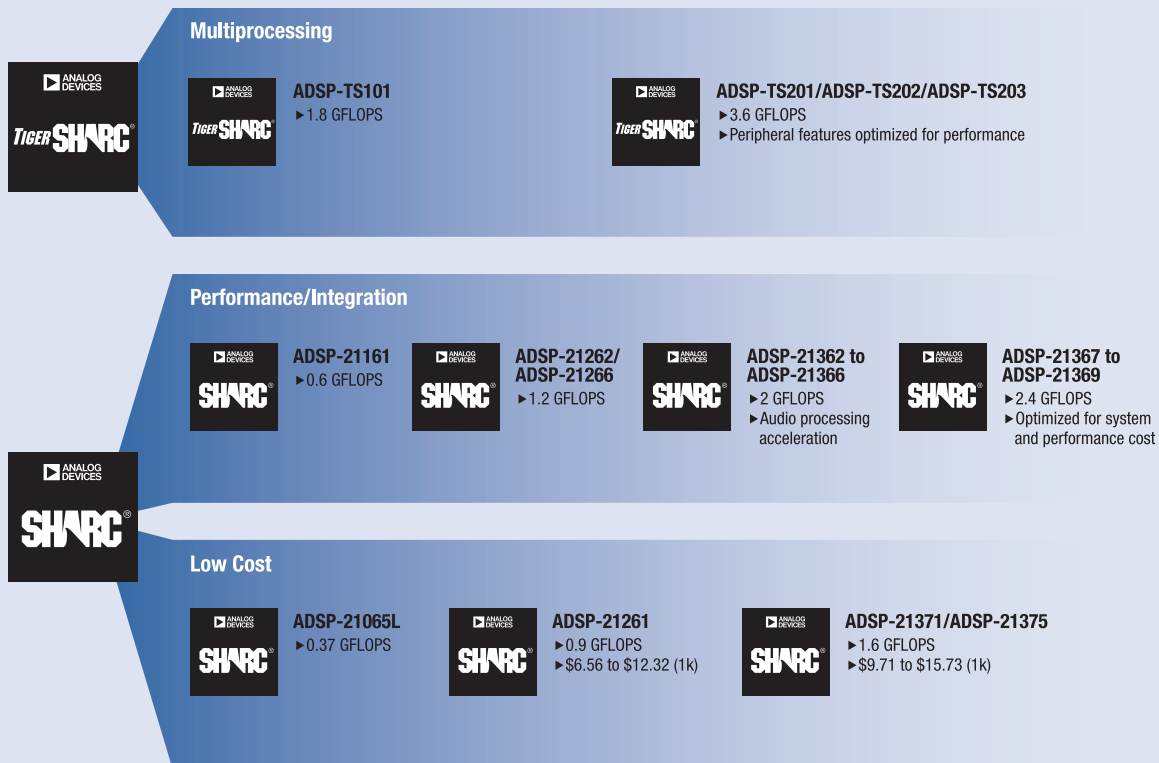 Multiprocessing
ANALOG
DEVICES
TIGER SHARC®
ANALOG
DEVICES
TIGER SHARC®
ADSP-TS101
▶1.8 GFLOPS
ANALOG
DEVICES
TIGER SHARC®
ADSP-TS201/ADSP-TS202/ADSP-TS203
▶3.6 GFLOPS
▶Peripheral features optimized for performance
Performance/Integration
ANALOG
DEVICES
SHARC®
ANALOG
DEVICES
SHARC®
ADSP-21161
▶0.6 GFLOPS
ANALOG
DEVICES
SHARC®
ADSP-21262/
ADSP-21266
▶1.2 GFLOPS
ANALOG
DEVICES
SHARC®
ADSP-21362 to
ADSP-21366
▶2 GFLOPS
▶Audio processing
acceleration
ANALOG
DEVICES
SHARC®
ADSP-21367 to
ADSP-21369
▶2.4 GFLOPS
▶Optimized for system
and performance cost
Low Cost
ANALOG
DEVICES
SHARC®
ADSP-21065L
▶0.37 GFLOPS
ANALOG
DEVICES
SHARC®
ADSP-21261
▶0.9 GFLOPS
▶$6.56 to $12.32 (1k)
ANALOG
DEVICES
SHARC®
ADSP-21371/ADSP-21375
▶1.6 GFLOPS
▶$9.71 to $15.73 (1k)